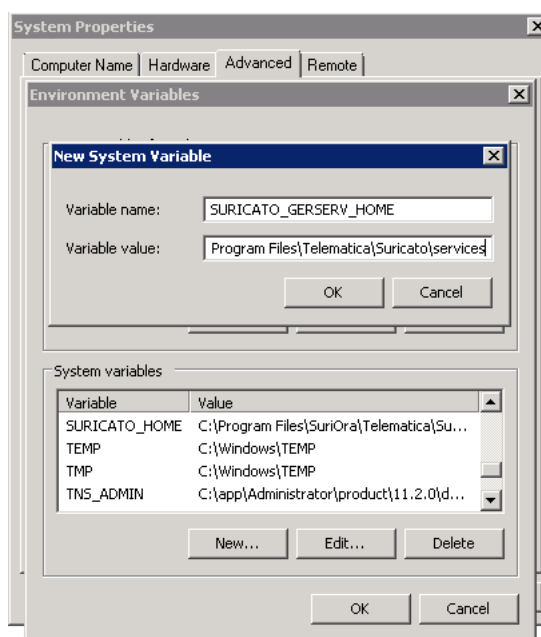 System Properties
Computer Name Hardware Advanced Remote
Environment Variables
New System Variable
Variable name: SURICATO_GERSERV_HOME
Variable value: Program Files\Telematica\Suricato\services
OK Cancel
System variables
Variable Value
SURICATO_HOME C:\Program Files\SuriOra\Telematica\Su...
TEMP C:\Windows\TEMP
TMP C:\Windows\TEMP
TNS_ADMIN C:\app\Administrator\product\11.2.0\d...
New... Edit... Delete
OK Cancel